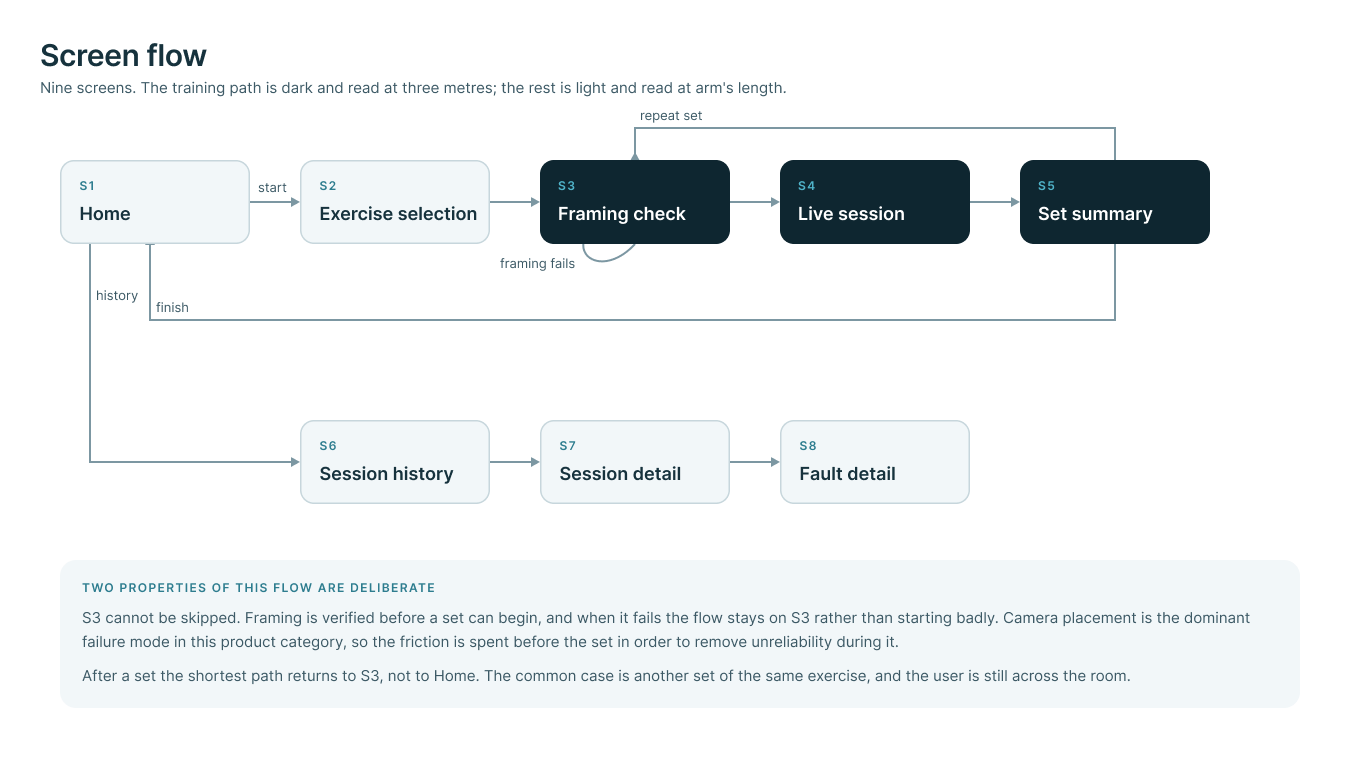 Screen flow
Nine screens. The training path is dark and read at three metres; the rest is light and read at arm's length.
repeat set
S1
Home
start
S2
Exercise selection
S3
Framing check
S4
Live session
S5
Set summary
framing fails
history
finish
S6
Session history
S7
Session detail
S8
Fault detail
TWO PROPERTIES OF THIS FLOW ARE DELIBERATE
S3 cannot be skipped. Framing is verified before a set can begin, and when it fails the flow stays on S3 rather than starting badly. Camera placement is the dominant
failure mode in this product category, so the friction is spent before the set in order to remove unreliability during it.
After a set the shortest path returns to S3, not to Home. The common case is another set of the same exercise, and the user is still across the room.